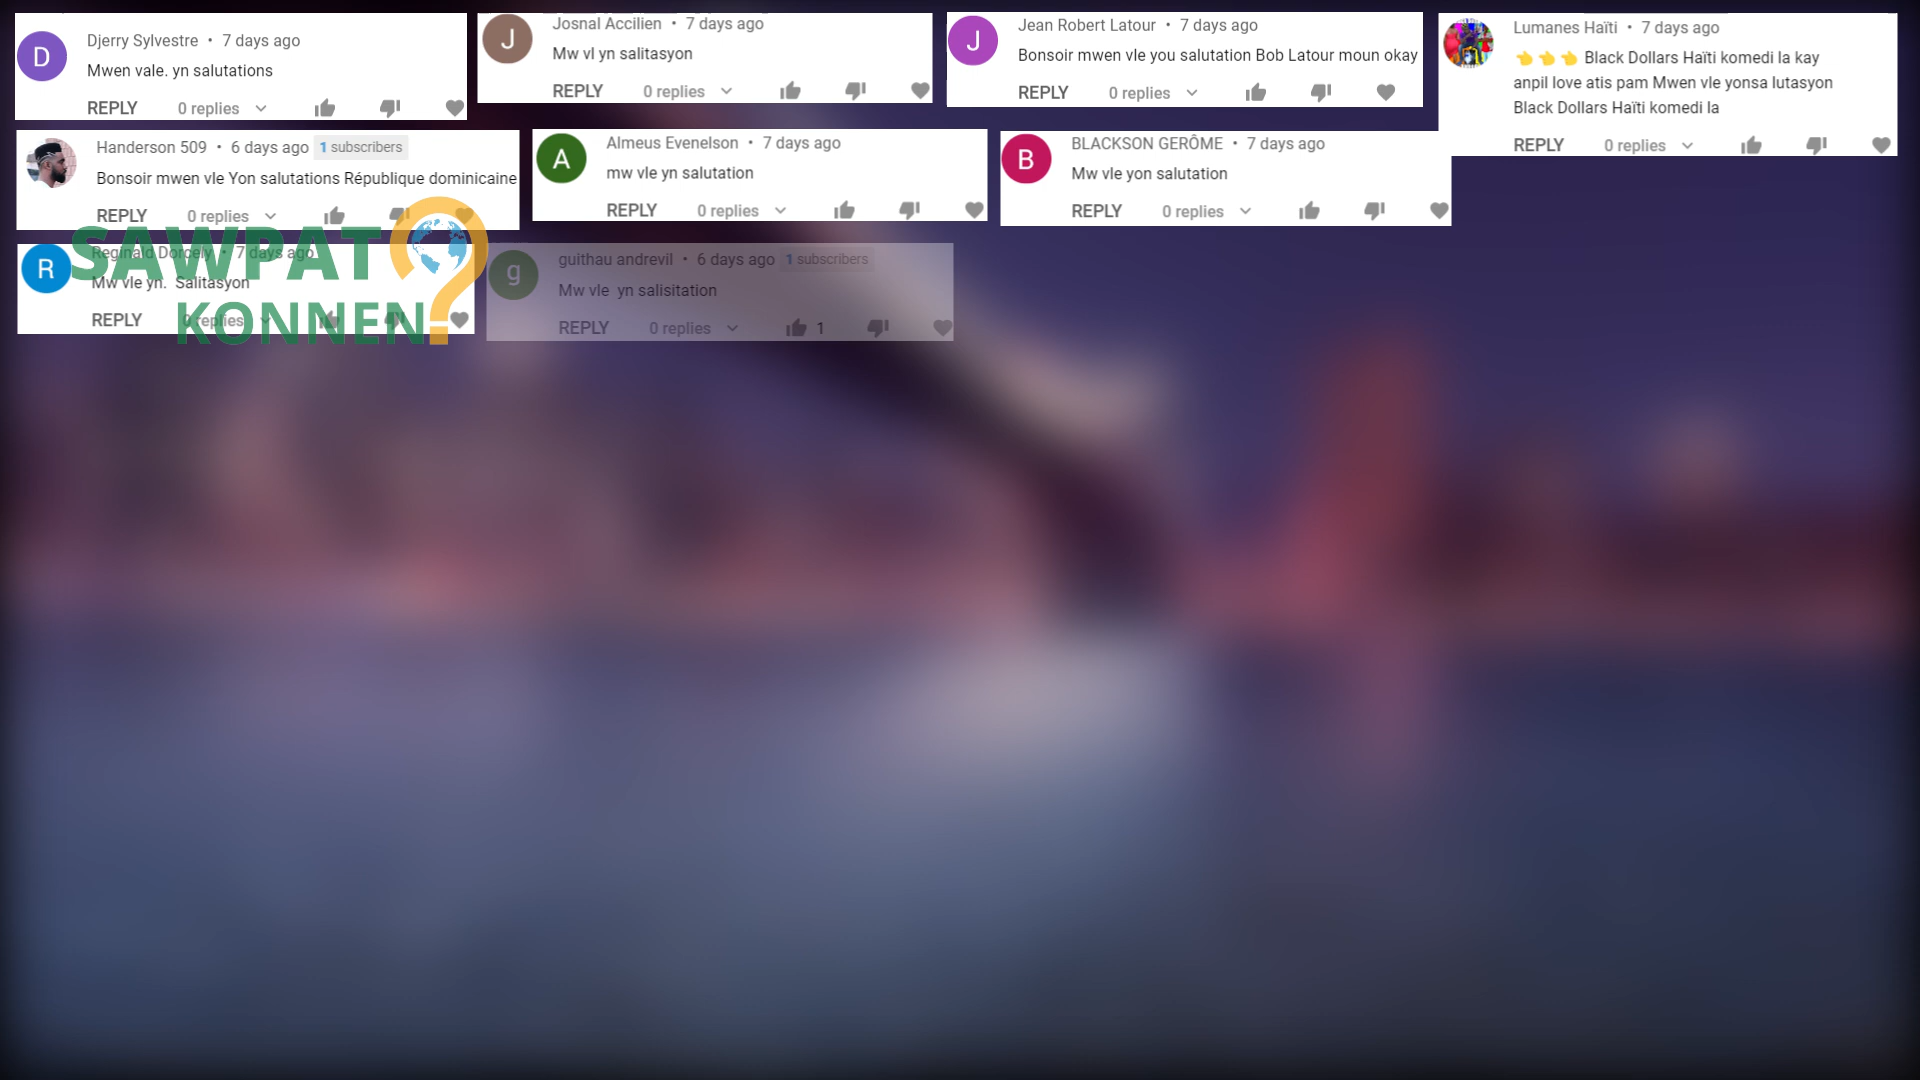 D
Djerry Sylvestre • 7 days ago
Mwen vale. yn salutations
REPLY 0 replies
J
Josnal Accilien • 7 days ago
Mw vl yn salitasyon
REPLY 0 replies
J
Jean Robert Latour • 7 days ago
Bonsoir mwen vle you salutation Bob Latour moun okay
REPLY 0 replies
Lumanes Haïti • 7 days ago
👈 👈 👈 Black Dollars Haïti komedi la kay
anpil love atis pam Mwen vle yonsa lutasyon
Black Dollars Haïti komedi la
REPLY 0 replies
Handerson 509 • 6 days ago 1 subscribers
Bonsoir mwen vle Yon salutations République dominicaine
REPLY 0 replies
A
Almeus Evenelson • 7 days ago
mw vle yn salutation
REPLY 0 replies
B
BLACKSON GERÔME • 7 days ago
Mw vle yon salutation
REPLY 0 replies
R
Reginald Dorcely • 7 days ago
Mw vle yn. Salitasyon
REPLY 0 replies
SAWPAT
KONNEN?
g
guithau andrevil • 6 days ago 1 subscribers
Mw vle yn salisitation
REPLY 0 replies 1